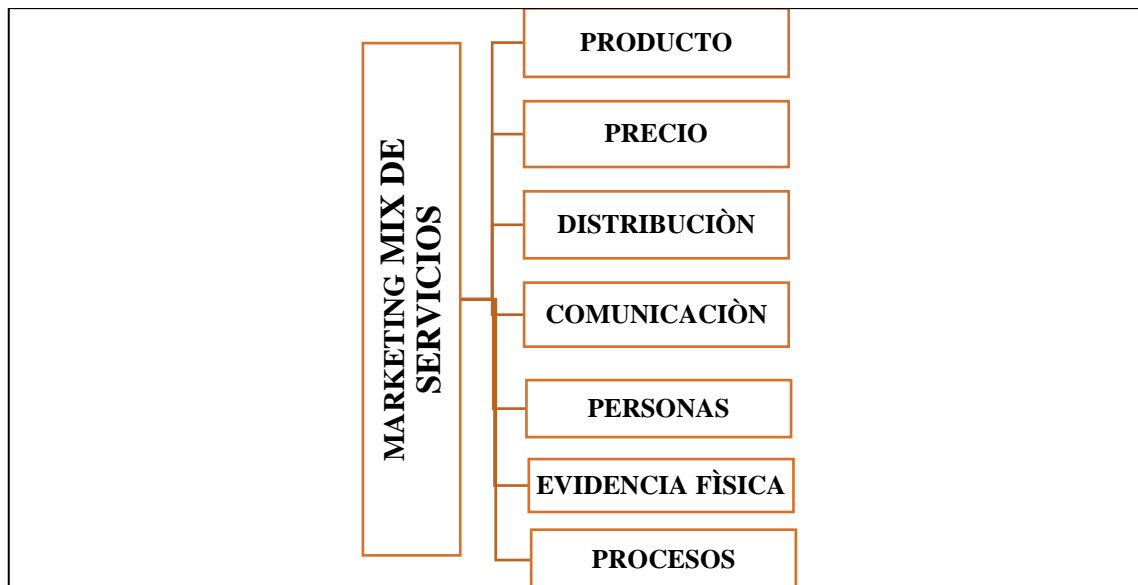 MARKETING MIX DE
SERVICIOS
PRODUCTO
PRECIO
DISTRIBUCIÒN
COMUNICACIÒN
PERSONAS
EVIDENCIA FÌSICA
PROCESOS